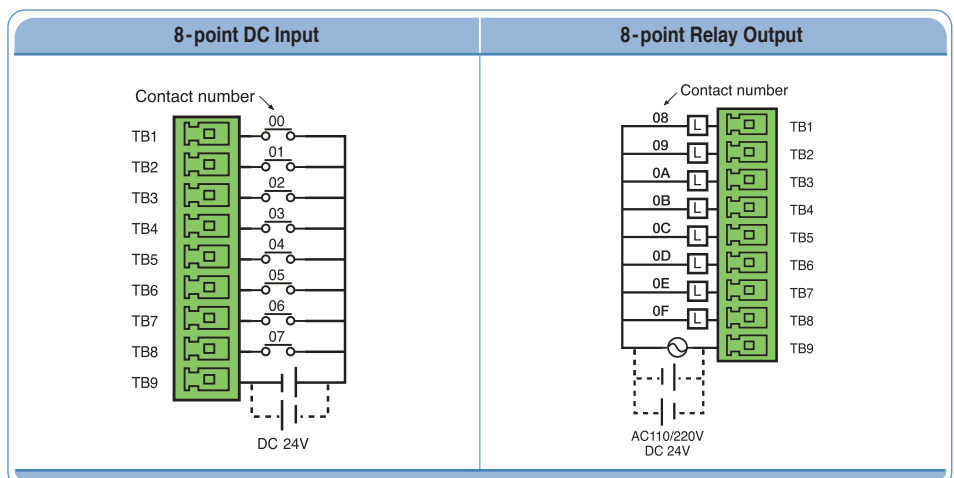 8-point DC Input
Contact number
00
TB1
01
TB2
02
TB3
03
TB4
04
TB5
05
TB6
06
TB7
07
TB8
TB9
DC 24V
8-point Relay Output
Contact number
08 L TB1
09 L TB2
0A L TB3
0B L TB4
0C L TB5
0D L TB6
0E L TB7
0F L TB8
TB9
AC110/220V
DC 24V